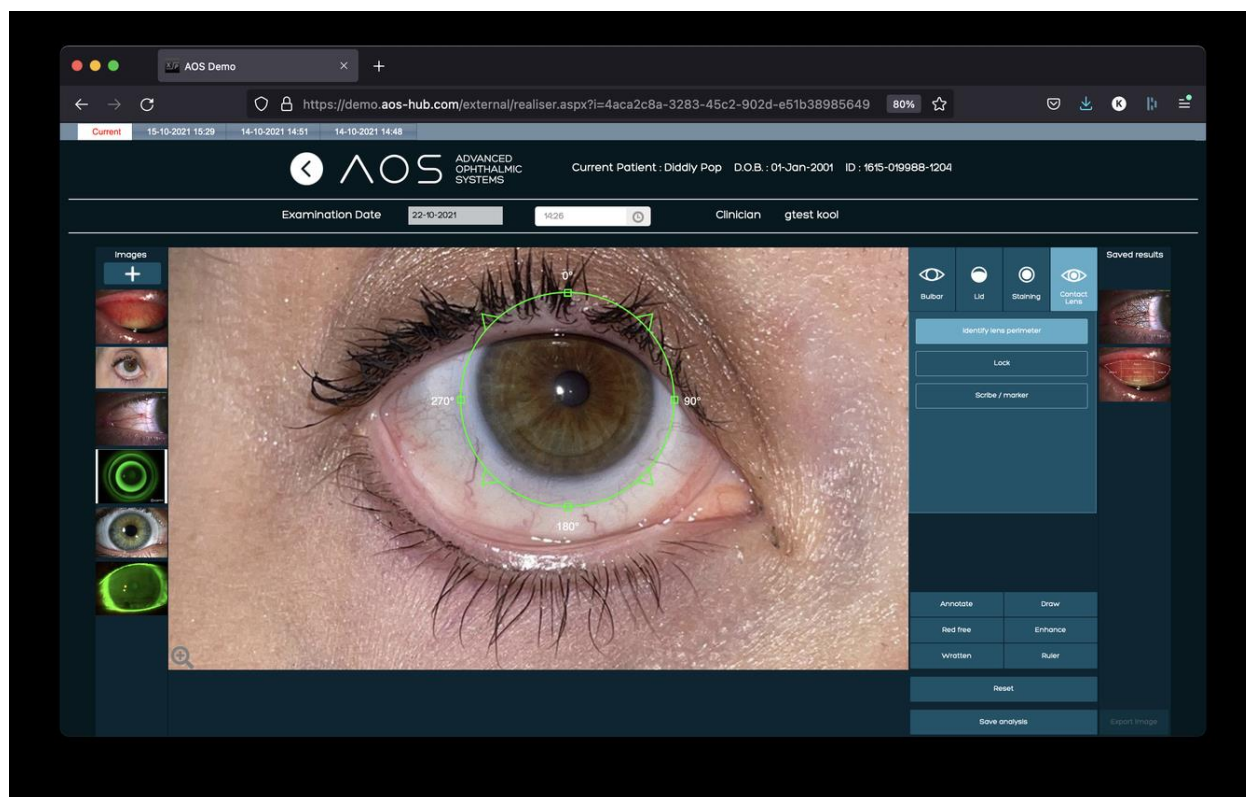 AOS Demo
https://demo.aos-hub.com/external/realiser.aspx?i=4aca2c8a-3283-45c2-902d-e51b38985649 80%
Current 15-10-2021 15:29 14-10-2021 14:51 14-10-2021 14:48
AOS
ADVANCED
OPHTHALMIC
SYSTEMS
Current Patient : Diddly Pop D.O.B. : 01-Jan-2001 ID : 1615-019988-1204
Examination Date 22-10-2021 14:26 Clinician gtest kool
Images
0°
270°
90°
180°
Bulbar Lid Staining Contact
Lens
Identify lens perimeter
Lock
Scribe / marker
Annotate Draw
Red free Enhance
Wratten Ruler
Reset
Save analysis
Saved results
Export Image